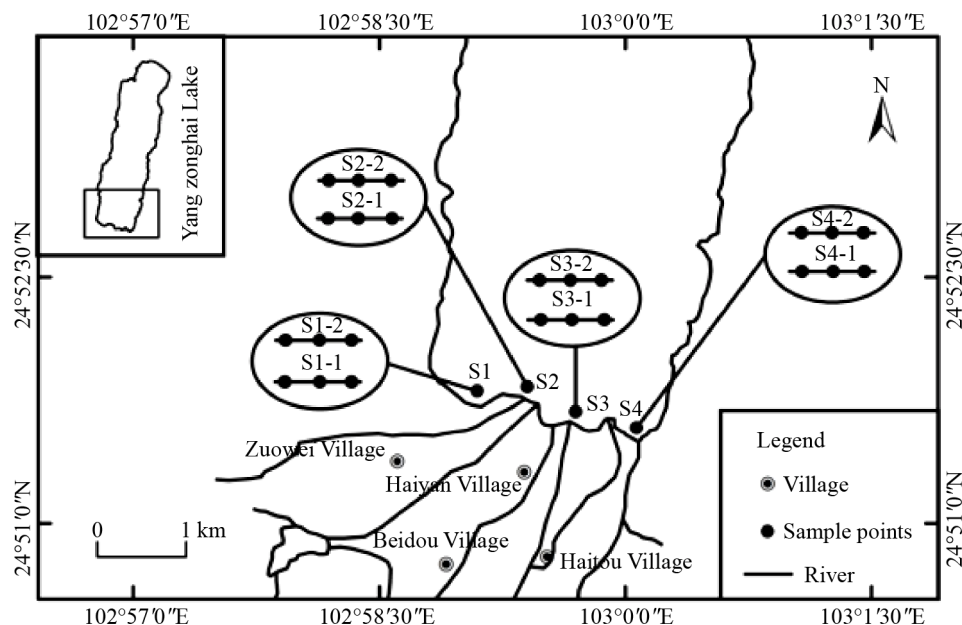 102°57′0″E 102°58′30″E 103°0′0″E 103°1′30″E
Yang zonghai Lake
N
S2-2
S2-1
S4-2
S4-1
S3-2
S3-1
S1-2
S1-1
24°52′30″N
24°52′30″N
S1
S2
S3
S4
Zuowei Village
Haiyan Village
Beidou Village
Haitou Village
Legend
Village
Sample points
River
0 1 km
24°51′0″N
24°51′0″N
102°57′0″E 102°58′30″E 103°0′0″E 103°1′30″E